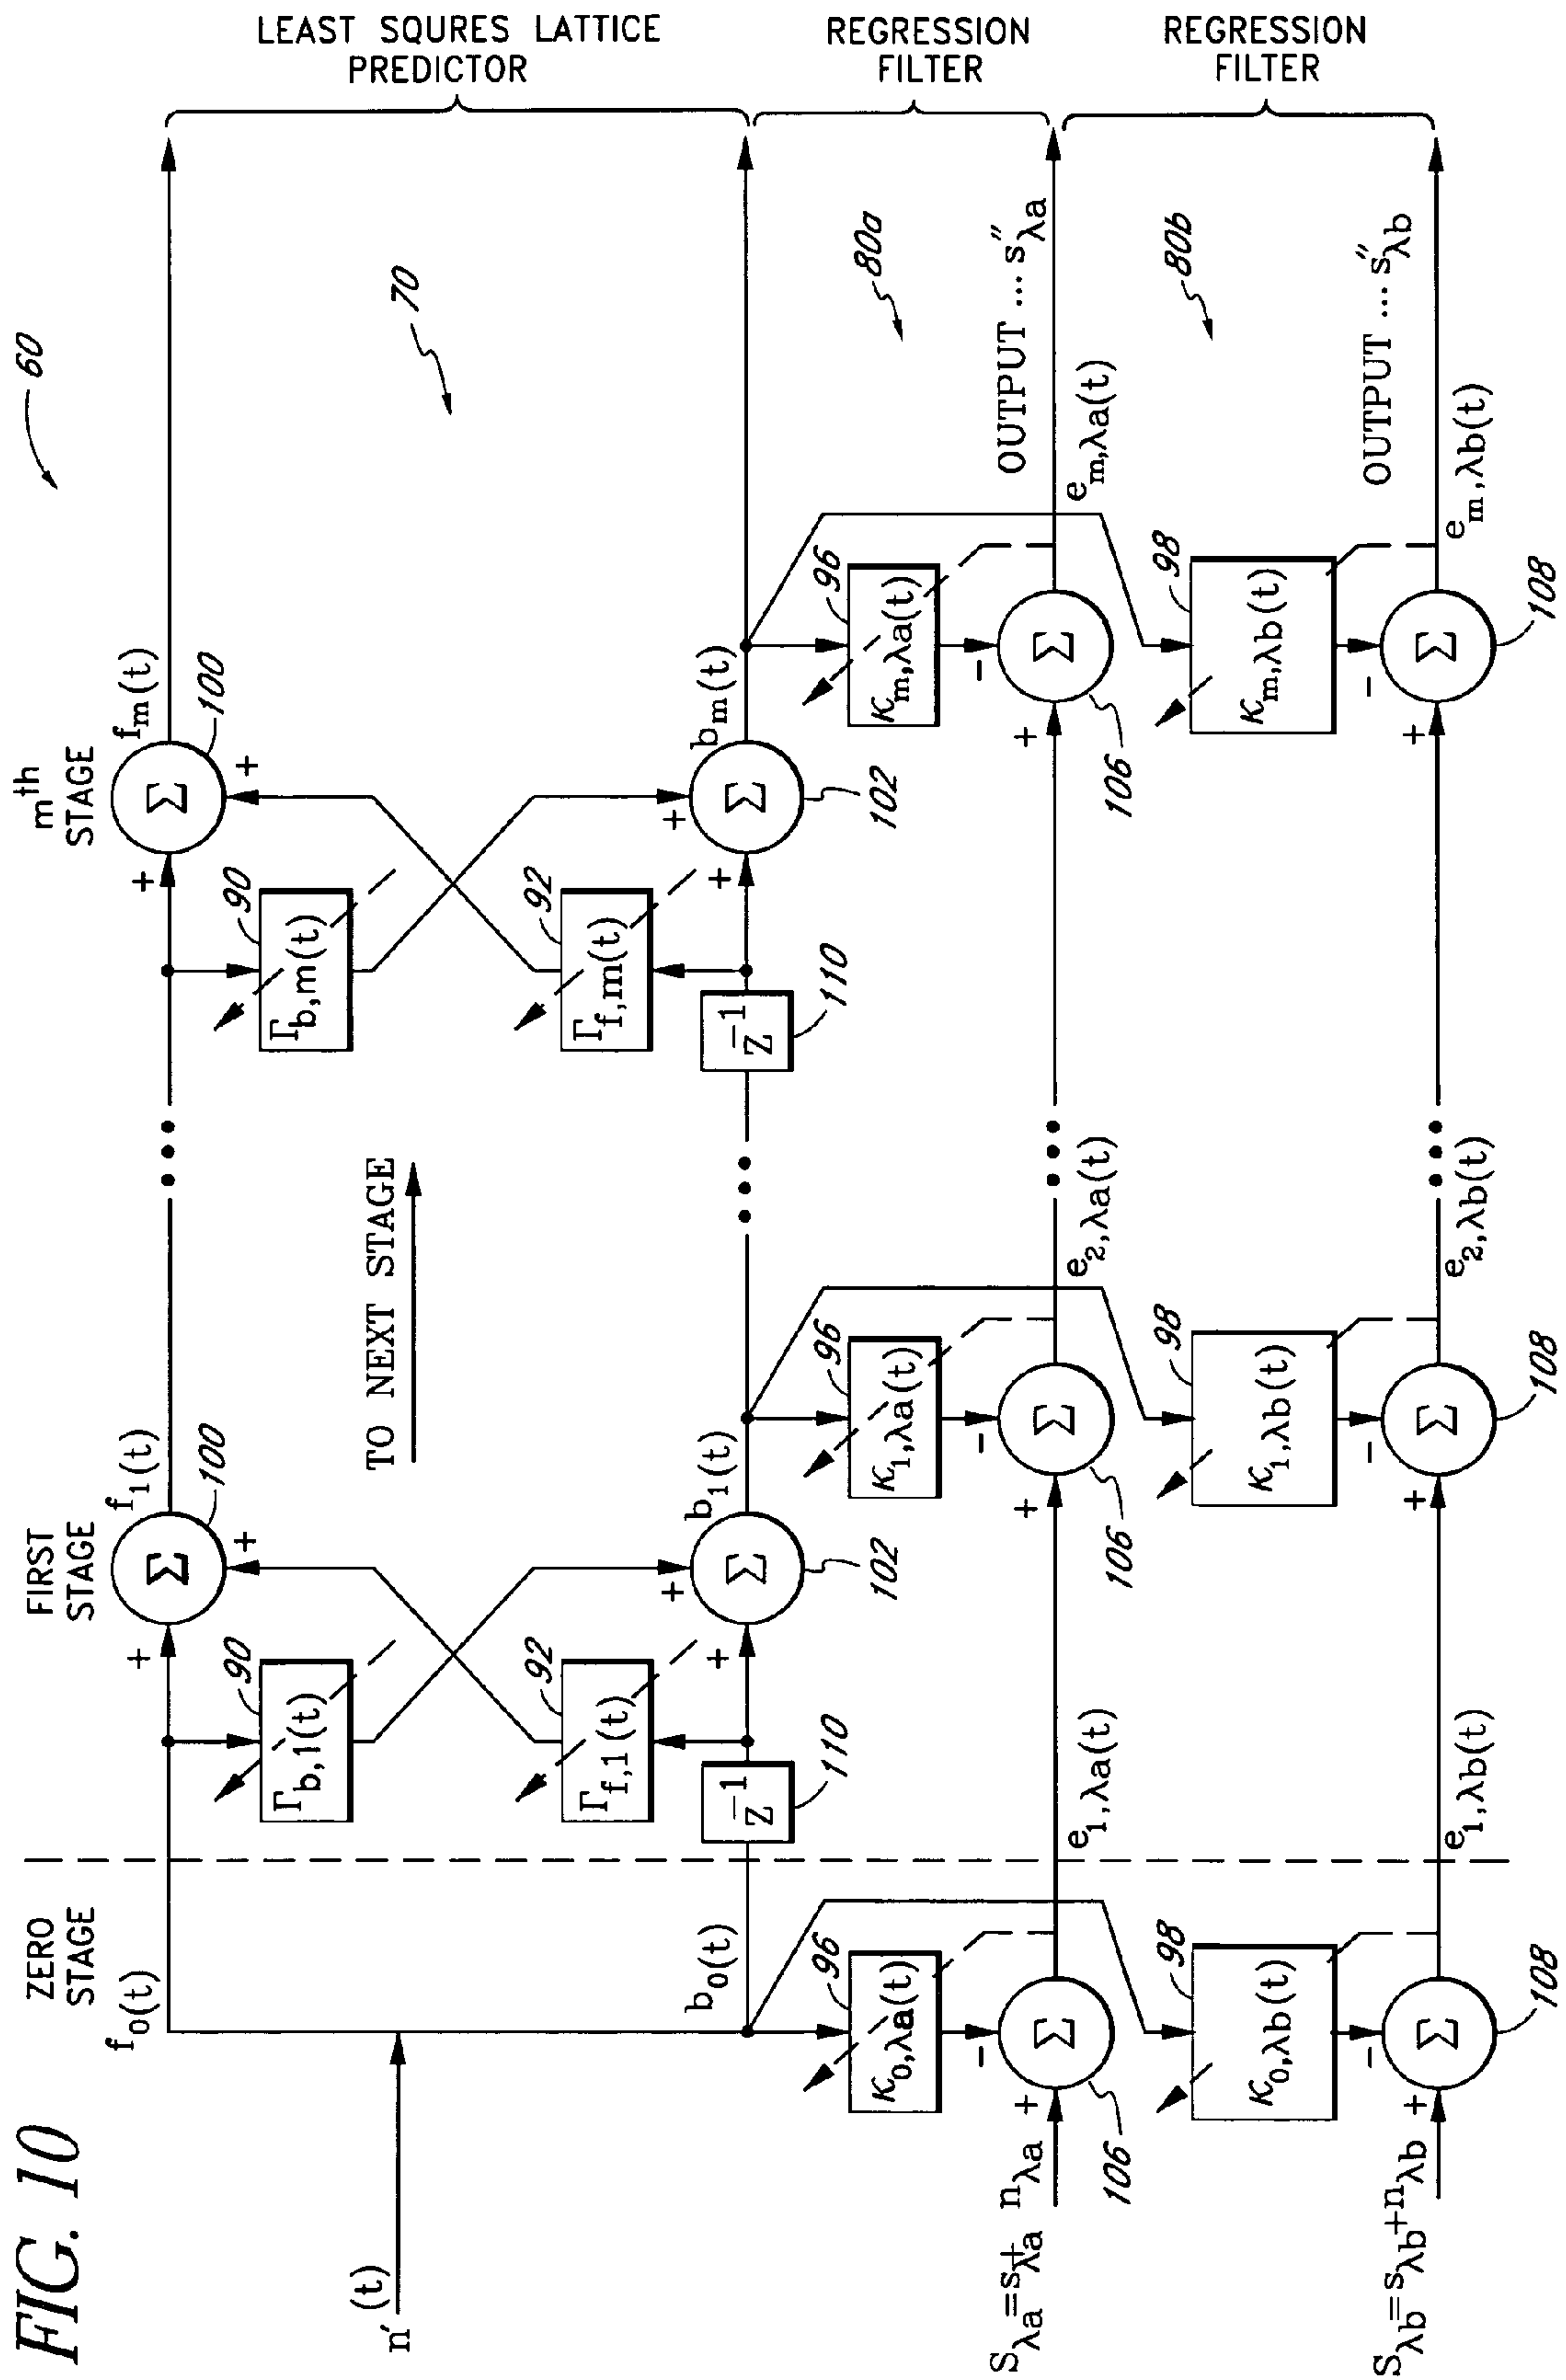 FIG. 10
60
LEAST SQURES LATTICE
PREDICTOR
REGRESSION
FILTER
REGRESSION
FILTER
ZERO
STAGE
FIRST
STAGE
mth
STAGE
f0(t)
f1(t)
fm(t)
100
100
+
+
+
+
Σ
Σ
90
90
Γb,1(t)
Γb,m(t)
70
n′(t)
TO NEXT STAGE
92
92
Γf,1(t)
Γf,m(t)
b0(t)
b1(t)
bm(t)
+
+
+
+
z−1
z−1
Σ
Σ
110
110
102
102
96
96
96
κ0,λa(t)
κ1,λa(t)
κm,λa(t)
80a
−
−
−
Sλa=sλa+nλa
+
+
+
Σ
Σ
Σ
OUTPUT ... s″λa
e1,λa(t)
e2,λa(t)
em,λa(t)
106
106
106
98
98
98
κ0,λb(t)
κ1,λb(t)
κm,λb(t)
80b
−
−
−
Sλb=sλb+nλb
+
+
+
Σ
Σ
Σ
OUTPUT ... s″λb
e1,λb(t)
e2,λb(t)
em,λb(t)
108
108
108